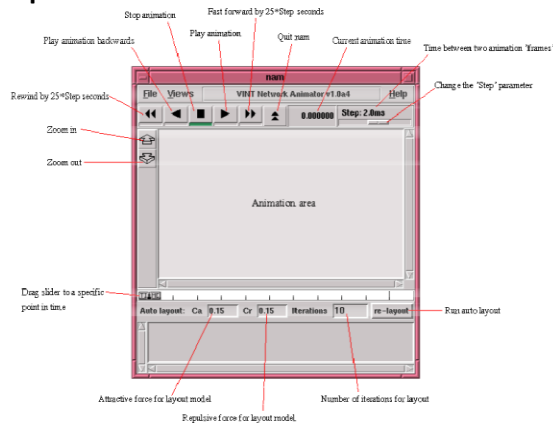 Fast forward by 25*Step seconds
Stop animation
Play animation backwards
Play animation
Quit nam
Current animation time
Time between two animation 'frames'
Change the 'Step' parameter
nam
File Views VINT Network Animator v1.0a4 Help
Rewind by 25*Step seconds
0.000000 Step: 2.0ms
Zoom in
Zoom out
Animation area
Drag slider to a specific
point in time
Auto layout: Ca 0.15 Cr 0.15 Iterations 10 re-layout
Run auto layout
Attractive force for layout model
Number of iterations for layout
Repulsive force for layout model